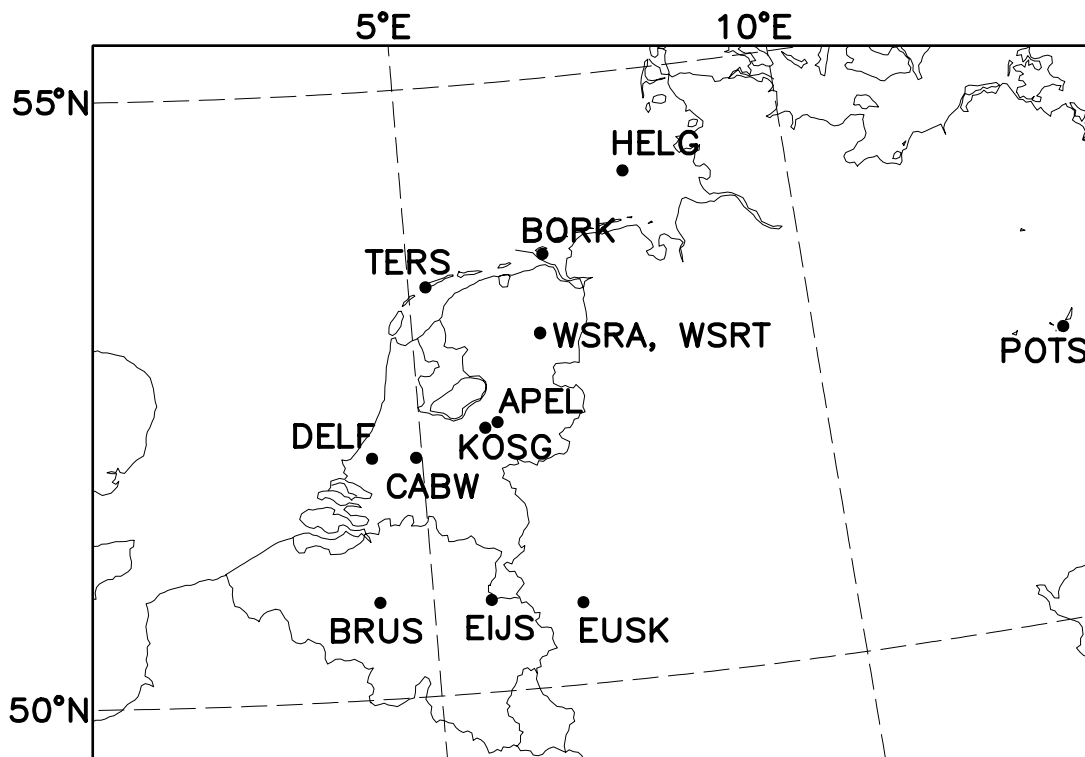 5°E 10°E
55°N
HELG
BORK
TERS
WSRA, WSRT
POTS
APEL
DELF
KOSG
CABW
BRUS
EIJS
EUSK
50°N